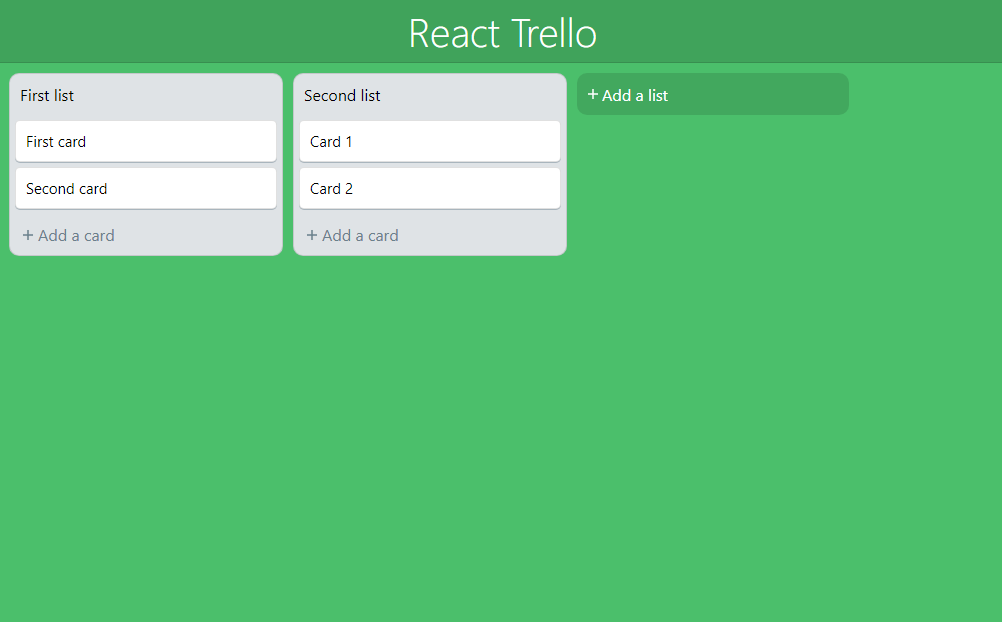 React Trello
First list
First card
Second card
+ Add a card
Second list
Card 1
Card 2
+ Add a card
+ Add a list